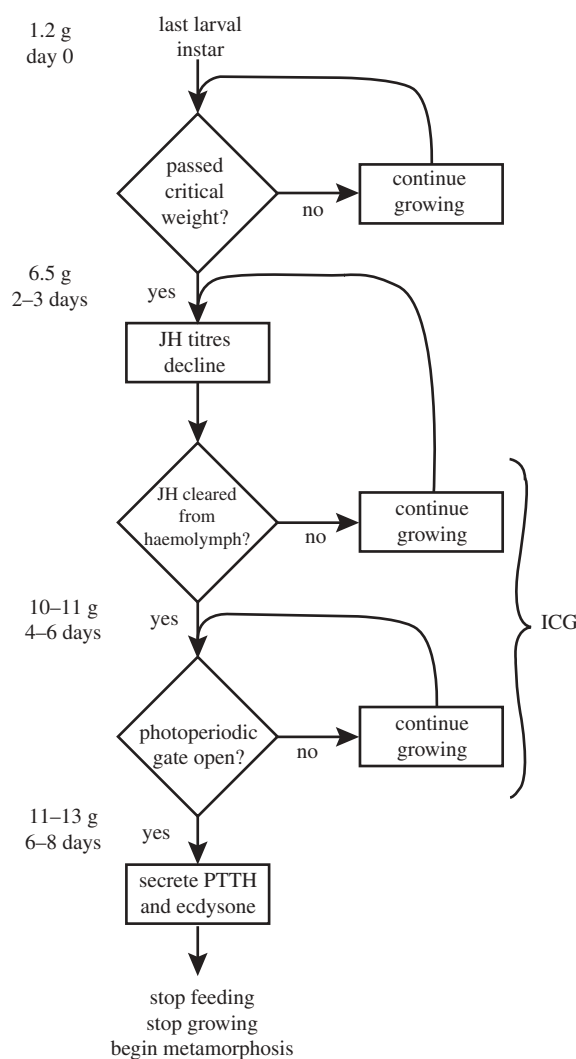 1.2 g
day 0
last larval
instar
passed
critical
weight?
no
continue
growing
6.5 g
2–3 days
yes
JH titres
decline
JH cleared
from
haemolymph?
no
continue
growing
ICG
10–11 g
4–6 days
yes
photoperiodic
gate open?
no
continue
growing
11–13 g
6–8 days
yes
secrete PTTH
and ecdysone
stop feeding
stop growing
begin metamorphosis